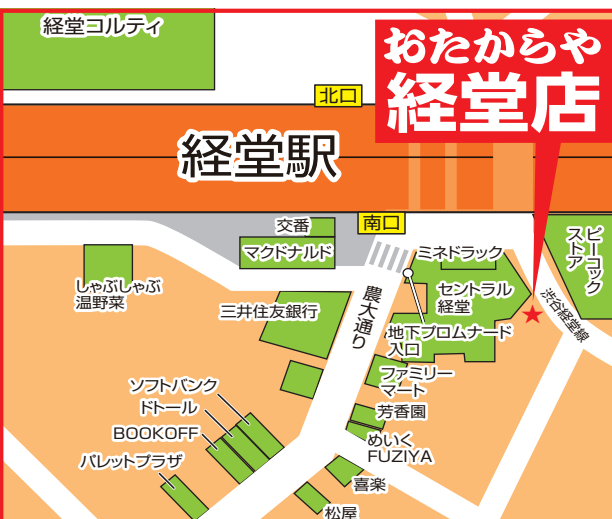 経堂コルティ
おたからや
経堂店
北口
経堂駅
南口
交番
マクドナルド
ミネドラック
ピーコック
ストア
しゃぶしゃぶ
温野菜
セントラル
経堂
渋谷経堂線
三井住友銀行
農大通り
地下プロムナード
入口
ファミリー
マート
ソフトバンク
ドトール
芳香園
BOOKOFF
めいく
FUZIYA
パレットプラザ
喜楽
松屋